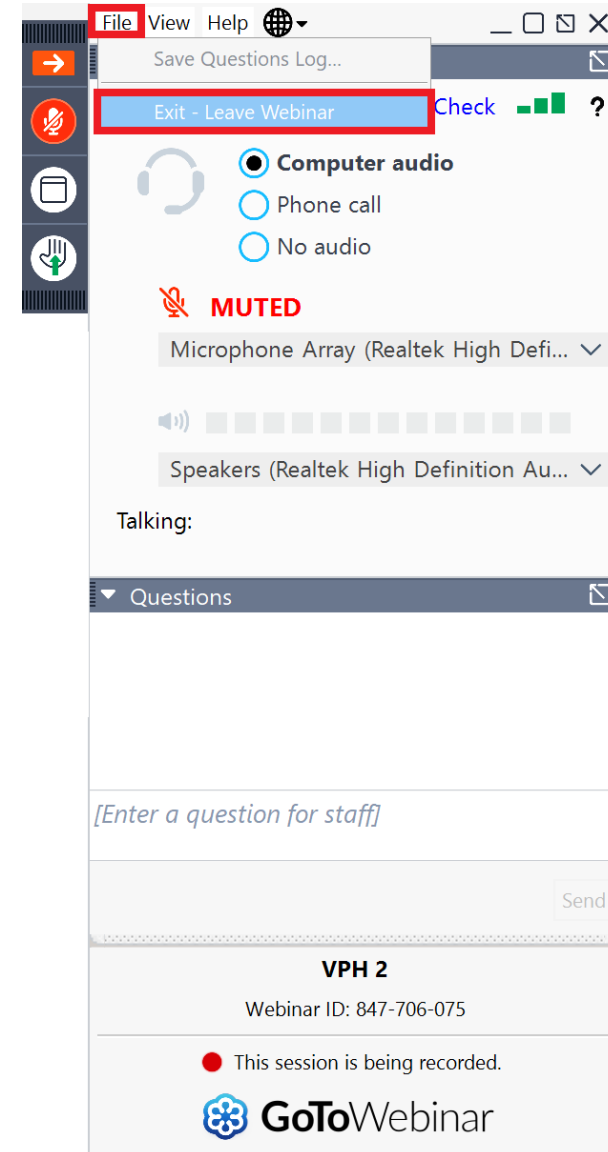 File View Help
Save Questions Log...
Exit - Leave Webinar
Check ?
Computer audio
Phone call
No audio
MUTED
Microphone Array (Realtek High Defi...
Speakers (Realtek High Definition Au...
Talking:
Questions
[Enter a question for staff]
Send
VPH 2
Webinar ID: 847-706-075
This session is being recorded.
GoToWebinar